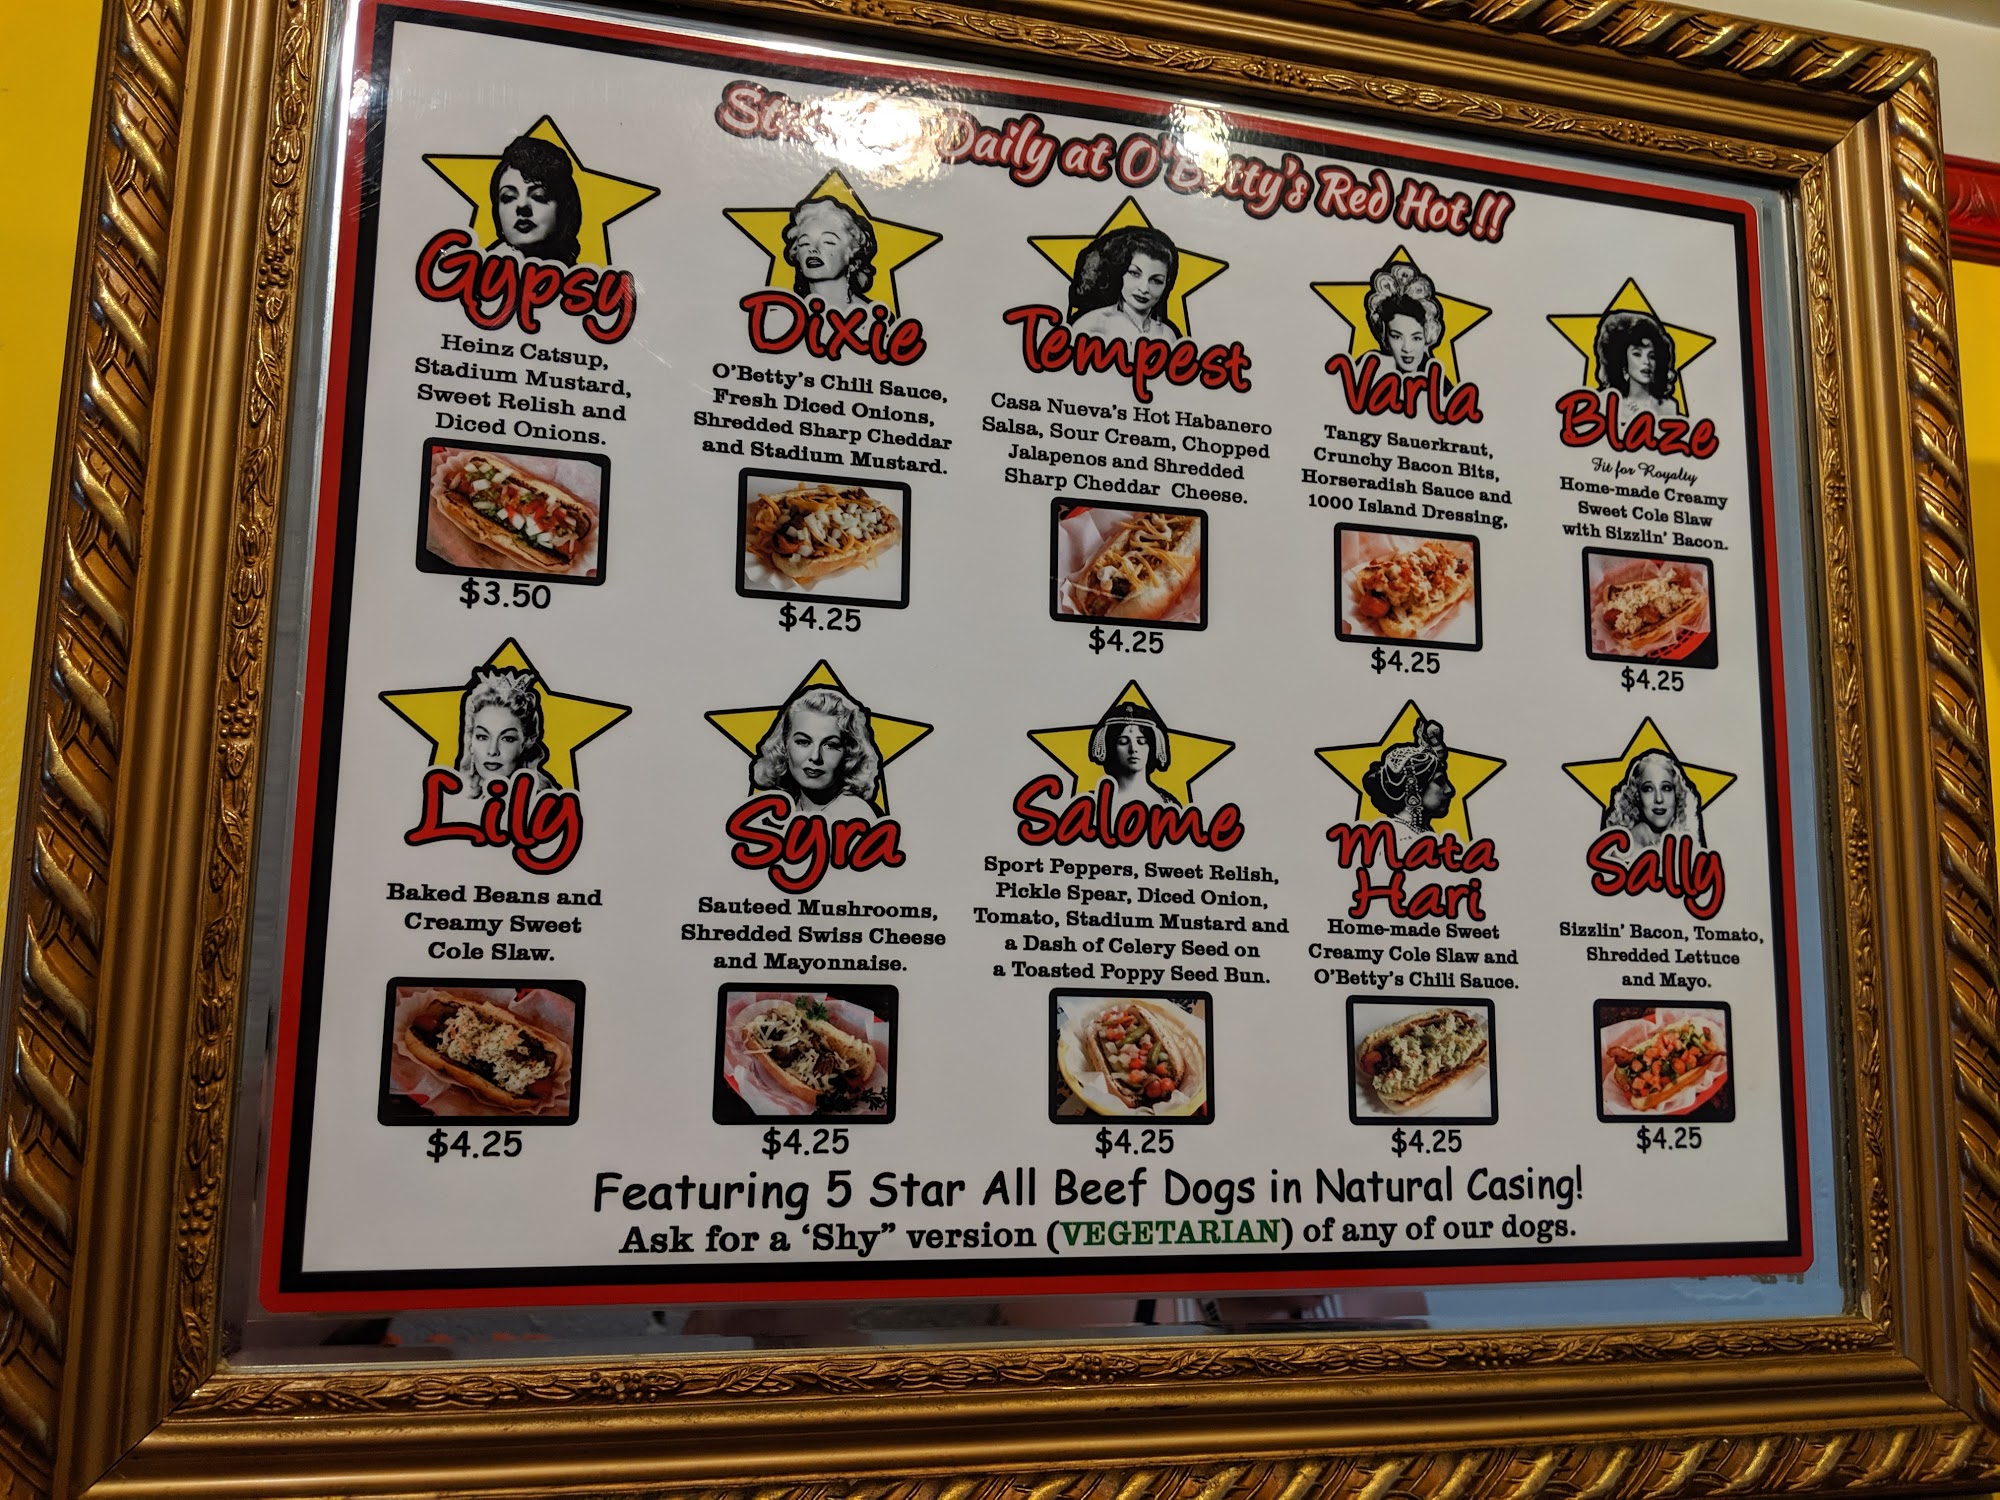 Daily at O'Betty's Red Hot !!
Gypsy
Heinz Catsup,
Stadium Mustard,
Sweet Relish and
Diced Onions.
$3.50
Dixie
O'Betty's Chili Sauce,
Fresh Diced Onions,
Shredded Sharp Cheddar
and Stadium Mustard.
$4.25
Tempest
Casa Nueva's Hot Habanero
Salsa, Sour Cream, Chopped
Jalapenos and Shredded
Sharp Cheddar Cheese.
$4.25
Varla
Tangy Sauerkraut,
Crunchy Bacon Bits,
Horseradish Sauce and
1000 Island Dressing,
$4.25
Blaze
Fit for Royalty
Home-made Creamy
Sweet Cole Slaw
with Sizzlin' Bacon.
$4.25
Lily
Baked Beans and
Creamy Sweet
Cole Slaw.
$4.25
Syra
Sauteed Mushrooms,
Shredded Swiss Cheese
and Mayonnaise.
$4.25
Salome
Sport Peppers, Sweet Relish,
Pickle Spear, Diced Onion,
Tomato, Stadium Mustard and
a Dash of Celery Seed on
a Toasted Poppy Seed Bun.
$4.25
Mata
Hari
Home-made Sweet
Creamy Cole Slaw and
O'Betty's Chili Sauce.
$4.25
Sally
Sizzlin' Bacon, Tomato,
Shredded Lettuce
and Mayo.
$4.25
Featuring 5 Star All Beef Dogs in Natural Casing!
Ask for a 'Shy" version (VEGETARIAN) of any of our dogs.